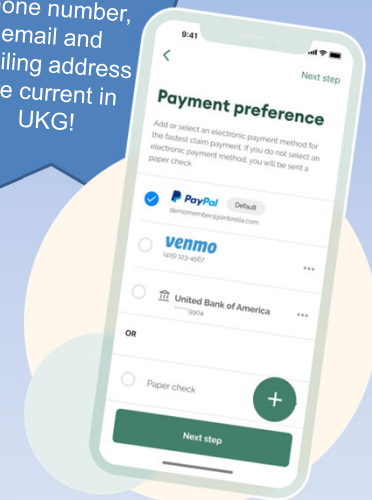 one number,
email and
iling address
e current in
UKG!
9:41
Next step
Payment preference
Add or select an electronic payment method for
the fastest claim payment. If you do not select an
electronic payment method, you will be sent a
paper check.
PayPal Default
demomember@joinbrella.com
venmo
(415) 123-4567
United Bank of America
9904
OR
Paper check
Next step